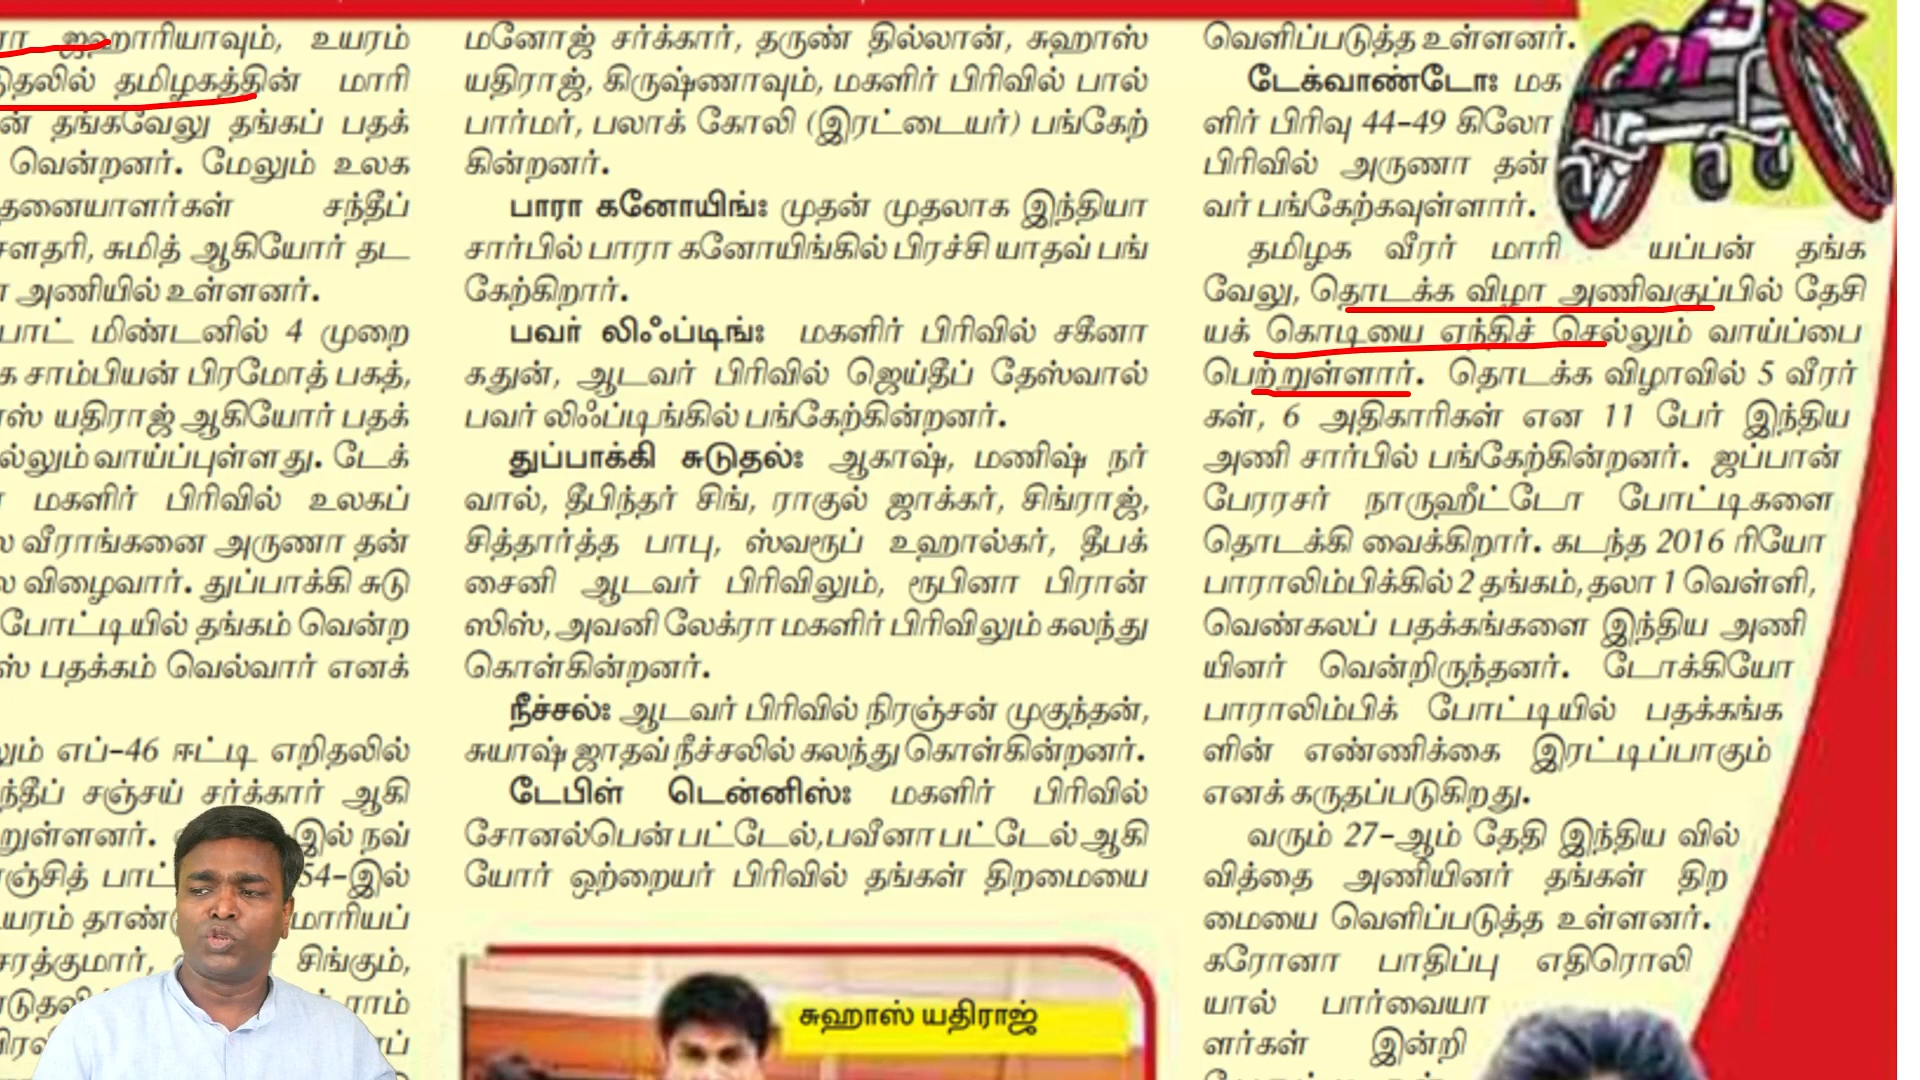 ஜஹாரியாவும், உயரம்
தமிழகத்தின் மாரி
தங்கவேலு தங்கப் பதக்
வென்றனர். மேலும் உலக
தனையாளர்கள் சந்தீப்
சுமித் ஆகியோர் தட
அணியில் உள்ளனர்.
மிண்டனில் 4 முறை
சாம்பியன் பிரமோத் பகத்,
யதிராஜ் ஆகியோர் பதக்
வாய்ப்புள்ளது. டேக்
மகளிர் பிரிவில் உலகப்
வீராங்கனை அருணா தன்
விழைவார். துப்பாக்கி சுடு
போட்டியில் தங்கம் வென்ற
பதக்கம் வெல்வார் எனக்
எப்-46 ஈட்டி எறிதலில்
சஞ்சய் சர்க்கார் ஆகி
இல் நவ்
54-இல்
மாரியப்
சரத்குமார், சிங்கும்,
ராம்
மனோஜ் சர்க்கார், தருண் தில்லான், சுஹாஸ்
யதிராஜ், கிருஷ்ணாவும், மகளிர் பிரிவில் பால்
பார்மர், பலாக் கோலி (இரட்டையர்) பங்கேற்
கின்றனர்.
பாரா கனோயிங்: முதன் முதலாக இந்தியா
சார்பில் பாரா கனோயிங்கில் பிரச்சி யாதவ் பங்
கேற்கிறார்.
பவர் லிஃப்டிங்: மகளிர் பிரிவில் சகீனா
கதுன், ஆடவர் பிரிவில் ஜெய்தீப் தேஸ்வால்
பவர் லிஃப்டிங்கில் பங்கேற்கின்றனர்.
துப்பாக்கி சுடுதல்: ஆகாஷ், மணிஷ் நர்
வால், தீபிந்தர் சிங், ராகுல் ஜாக்கர், சிங்ராஜ்,
சித்தார்த்த பாபு, ஸ்வரூப் உஹால்கர், தீபக்
சைனி ஆடவர் பிரிவிலும், ரூபினா பிரான்
ஸிஸ், அவனி லேக்ரா மகளிர் பிரிவிலும் கலந்து
கொள்கின்றனர்.
நீச்சல்: ஆடவர் பிரிவில் நிரஞ்சன் முகுந்தன்,
சுயாஷ் ஜாதவ் நீச்சலில் கலந்து கொள்கின்றனர்.
டேபிள் டென்னிஸ்: மகளிர் பிரிவில்
சோனல்பென் பட்டேல், பவீனா பட்டேல் ஆகி
யோர் ஒற்றையர் பிரிவில் தங்கள் திறமையை
சுஹாஸ் யதிராஜ்
வெளிப்படுத்த உள்ளனர்.
டேக்வாண்டோ: மக
ளிர் பிரிவு 44-49 கிலோ
பிரிவில் அருணா தன்
வர் பங்கேற்கவுள்ளார்.
தமிழக வீரர் மாரி யப்பன் தங்க
வேலு, தொடக்க விழா அணிவகுப்பில் தேசி
யக் கொடியை ஏந்திச் செல்லும் வாய்ப்பை
பெற்றுள்ளார். தொடக்க விழாவில் 5 வீரர்
கள், 6 அதிகாரிகள் என 11 பேர் இந்திய
அணி சார்பில் பங்கேற்கின்றனர். ஜப்பான்
பேரரசர் நாருஹீட்டோ போட்டிகளை
தொடக்கி வைக்கிறார். கடந்த 2016 ரியோ
பாராலிம்பிக்கில் 2 தங்கம், தலா 1 வெள்ளி,
வெண்கலப் பதக்கங்களை இந்திய அணி
யினர் வென்றிருந்தனர். டோக்கியோ
பாராலிம்பிக் போட்டியில் பதக்கங்க
ளின் எண்ணிக்கை இரட்டிப்பாகும்
எனக் கருதப்படுகிறது.
வரும் 27-ஆம் தேதி இந்திய வில்
வித்தை அணியினர் தங்கள் திற
மையை வெளிப்படுத்த உள்ளனர்.
கரோனா பாதிப்பு எதிரொலி
யால் பார்வையா
ளர்கள் இன்றி